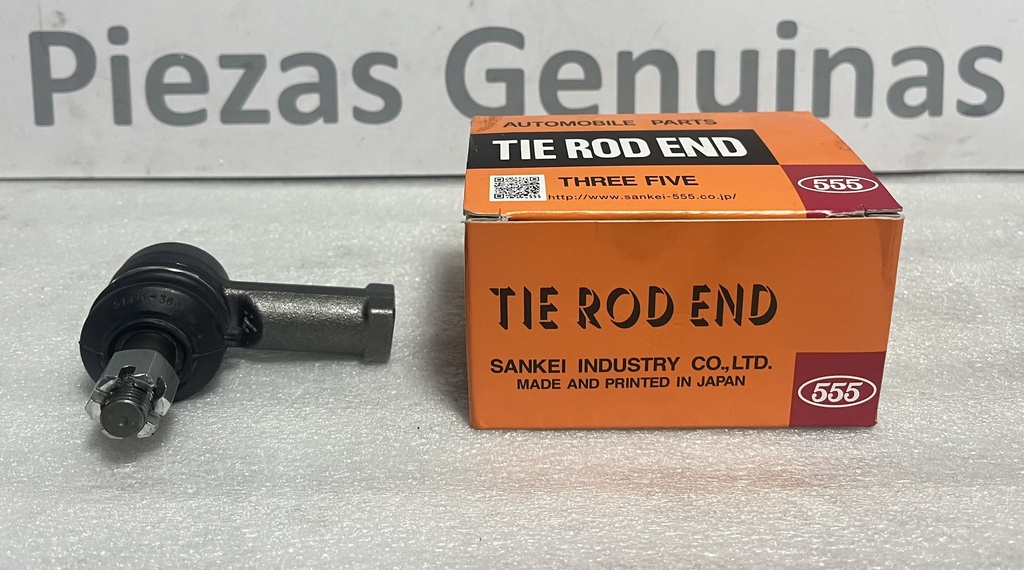 Piezas Genuinas
AUTOMOBILE PARTS
TIE ROD END
THREE FIVE
555
http://www.sankei-555.co.jp/
TIE ROD END
SANKEI INDUSTRY CO.,LTD.
MADE AND PRINTED IN JAPAN
555